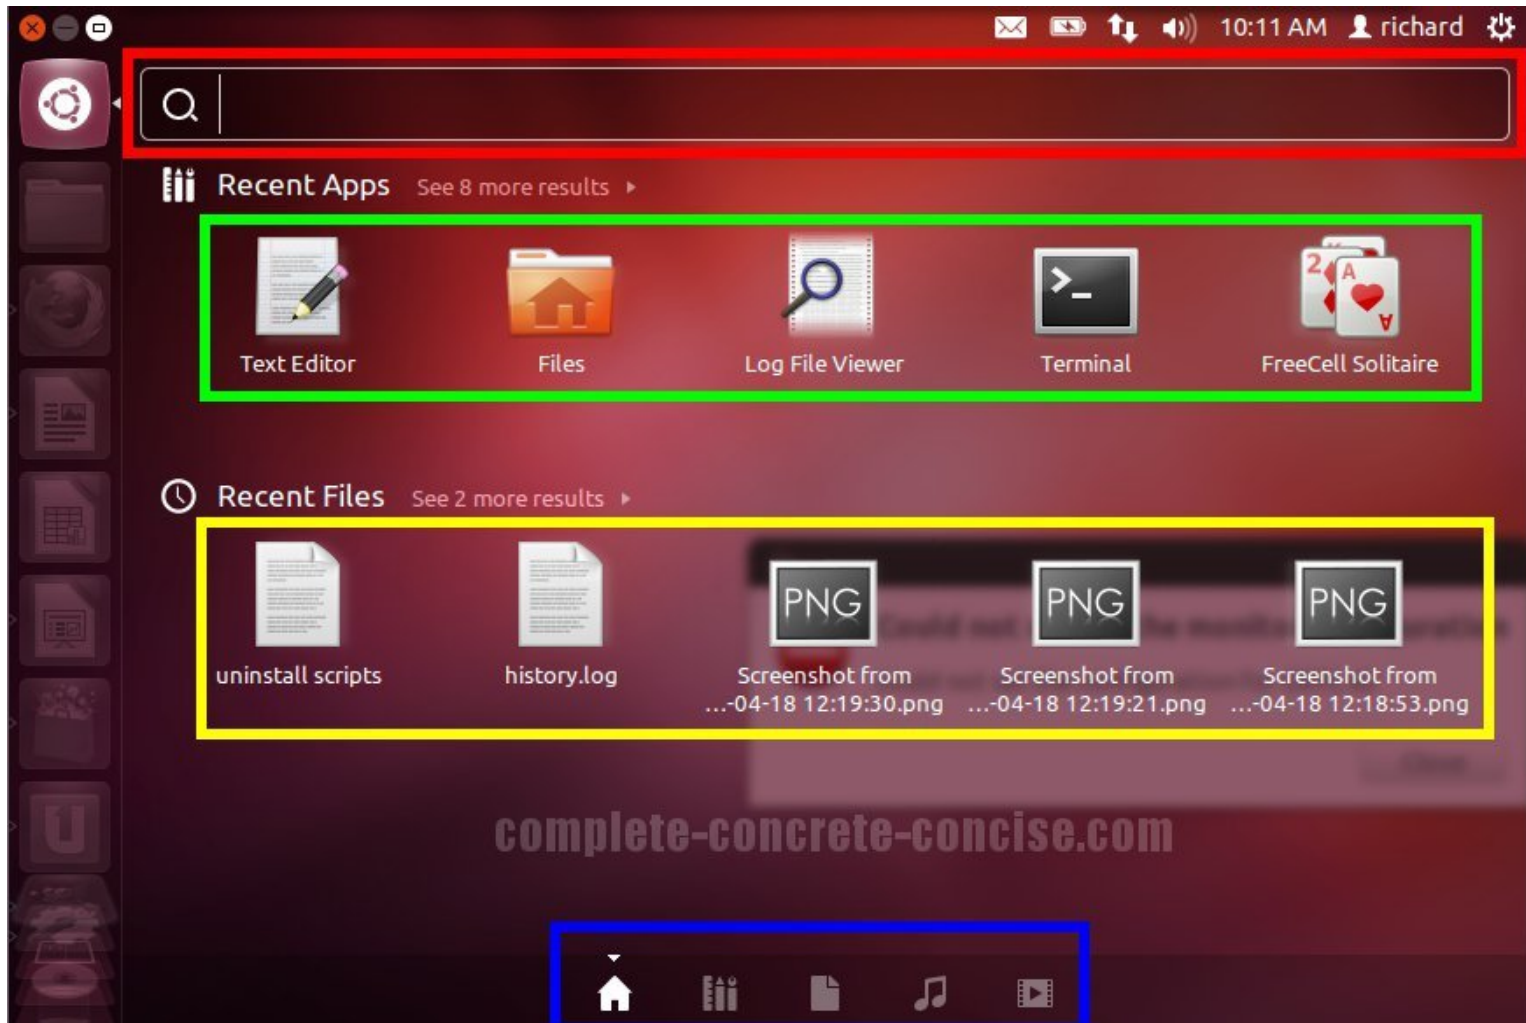 10:11 AM richard
Recent Apps See 8 more results
Text Editor Files Log File Viewer Terminal FreeCell Solitaire
Recent Files See 2 more results
PNG PNG PNG
uninstall scripts history.log Screenshot from Screenshot from Screenshot from
...-04-18 12:19:30.png ...-04-18 12:19:21.png ...-04-18 12:18:53.png
complete-concrete-concise.com